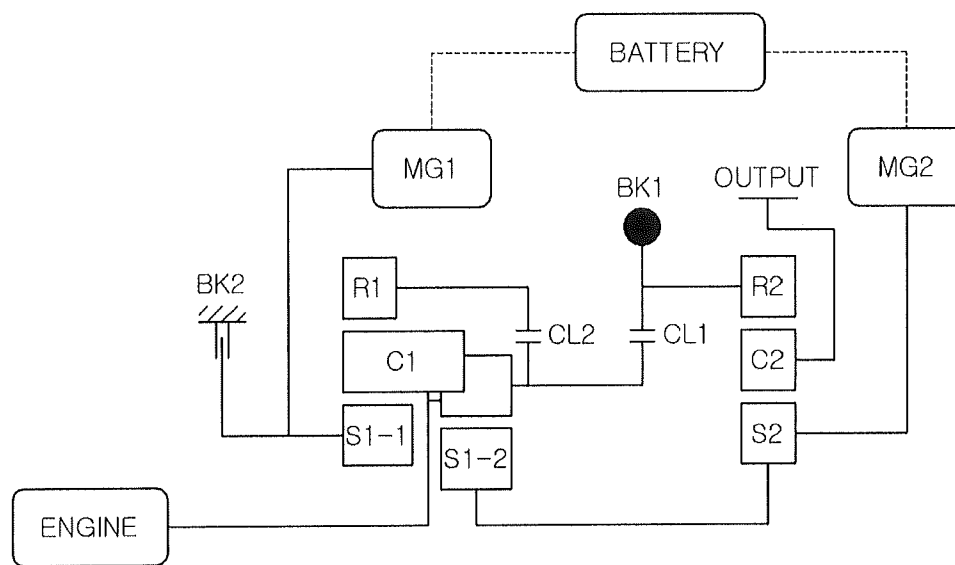 BATTERY
MG1
MG2
BK1
OUTPUT
BK2
R1
R2
CL2
CL1
C1
C2
S1-1
S1-2
S2
ENGINE